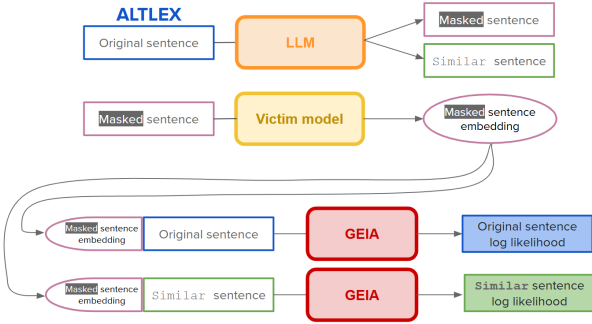 ALTLEX
Original sentence
LLM
Masked sentence
Similar sentence
Masked sentence
Victim model
Masked sentence
embedding
Masked sentence
embedding
Original sentence
GEIA
Original sentence
log likelihood
Masked sentence
embedding
Similar sentence
GEIA
Similar sentence
log likelihood